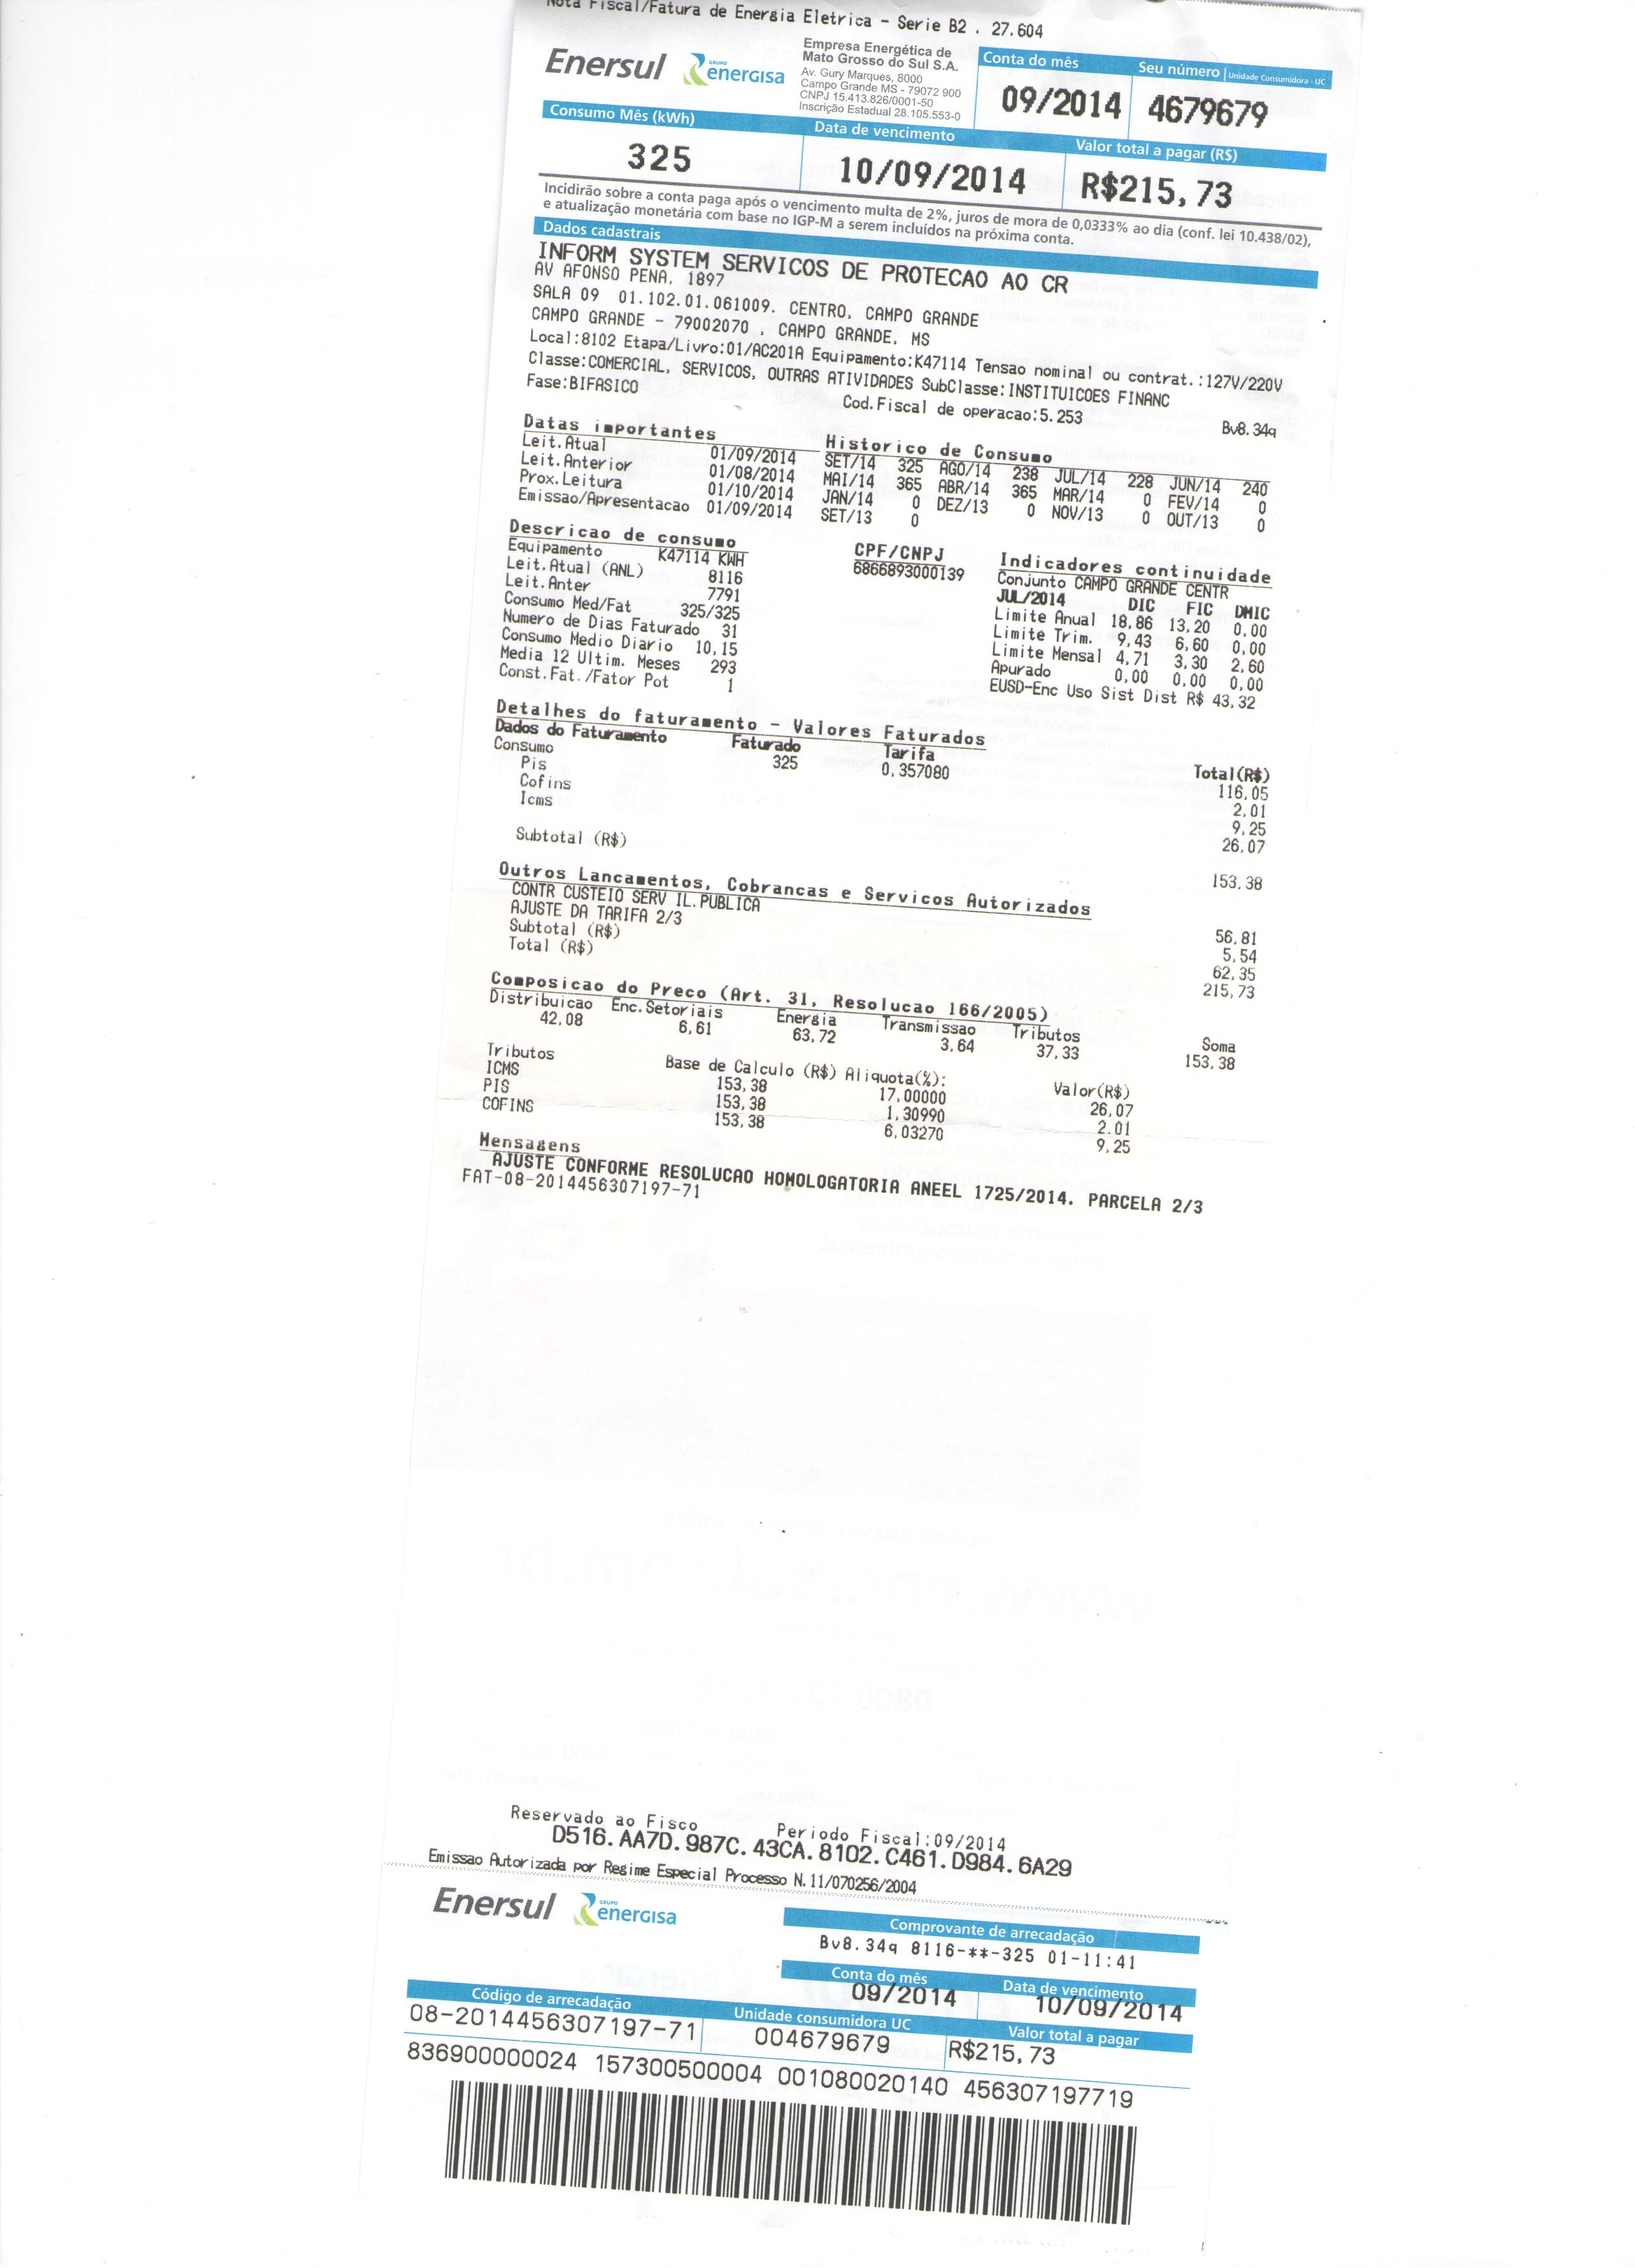 Nota Fiscal/Fatura de Energia Eletrica - Serie B2 . 27.604
Enersul GRUPO energisa
Empresa Energética de
Mato Grosso do Sul S.A.
Av. Gury Marques, 8000
Campo Grande MS - 79072 900
CNPJ 15.413.826/0001-50
Inscrição Estadual 28.105.553-0
Conta do mês Seu número | Unidade Consumidora - UC
09/2014 4679679
Consumo Mês (kWh) Data de vencimento Valor total a pagar (R$)
325 10/09/2014 R$215,73
Incidirão sobre a conta paga após o vencimento multa de 2%, juros de mora de 0,0333% ao dia (conf. lei 10.438/02),
e atualização monetária com base no IGP-M a serem incluídos na próxima conta.
Dados cadastrais
INFORM SYSTEM SERVICOS DE PROTECAO AO CR
AV AFONSO PENA, 1897
SALA 09 01.102.01.061009. CENTRO, CAMPO GRANDE
CAMPO GRANDE - 79002070 , CAMPO GRANDE, MS
Local:8102 Etapa/Livro:01/AC201A Equipamento:K47114 Tensao nominal ou contrat.:127V/220V
Classe:COMERCIAL, SERVICOS, OUTRAS ATIVIDADES SubClasse:INSTITUICOES FINANC
Fase:BIFASICO Cod.Fiscal de operacao:5.253 Bv8.34q
Datas importantes Historico de Consumo
Leit.Atual 01/09/2014 SET/14 325 AGO/14 238 JUL/14 228 JUN/14 240
Leit.Anterior 01/08/2014 MAI/14 365 ABR/14 365 MAR/14 0 FEV/14 0
Prox.Leitura 01/10/2014 JAN/14 0 DEZ/13 0 NOV/13 0 OUT/13 0
Emissao/Apresentacao 01/09/2014 SET/13 0
Descricao de consumo CPF/CNPJ Indicadores continuidade
Equipamento K47114 KWH 6866893000139 Conjunto CAMPO GRANDE CENTR
Leit.Atual (ANL) 8116 JUL/2014 DIC FIC DMIC
Leit.Anter 7791 Limite Anual 18,86 13,20 0,00
Consumo Med/Fat 325/325 Limite Trim. 9,43 6,60 0,00
Numero de Dias Faturado 31 Limite Mensal 4,71 3,30 2,60
Consumo Medio Diario 10,15 Apurado 0,00 0,00 0,00
Media 12 Ultim. Meses 293 EUSD-Enc Uso Sist Dist R$ 43,32
Const.Fat./Fator Pot 1
Detalhes do faturamento - Valores Faturados
Dados do Faturamento Faturado Tarifa Total(R$)
Consumo 325 0,357080 116,05
Pis 2,01
Cofins 9,25
Icms 26,07
Subtotal (R$) 153,38
Outros Lancamentos, Cobrancas e Servicos Autorizados
CONTR CUSTEIO SERV IL.PUBLICA 56,81
AJUSTE DA TARIFA 2/3 5,54
Subtotal (R$) 62,35
Total (R$) 215,73
Composicao do Preco (Art. 31, Resolucao 166/2005)
Distribuicao Enc.Setoriais Energia Transmissao Tributos Soma
42,08 6,61 63,72 3,64 37,33 153,38
Tributos Base de Calculo (R$) Aliquota(%): Valor(R$)
ICMS 153,38 17,00000 26,07
PIS 153,38 1,30990 2,01
COFINS 153,38 6,03270 9,25
Mensagens
AJUSTE CONFORME RESOLUCAO HOMOLOGATORIA ANEEL 1725/2014. PARCELA 2/3
FAT-08-2014456307197-71
Reservado ao Fisco Periodo Fiscal:09/2014
D516.AA7D.987C.43CA.8102.C461.D984.6A29
Emissao Autorizada por Regime Especial Processo N.11/070256/2004
Enersul GRUPO energisa
Comprovante de arrecadação
Bv8.34q 8116-**-325 01-11:41
Conta do mês Data de vencimento
09/2014 10/09/2014
Código de arrecadação Unidade consumidora UC Valor total a pagar
08-2014456307197-71 004679679 R$215,73
836900000024 157300500004 001080020140 456307197719